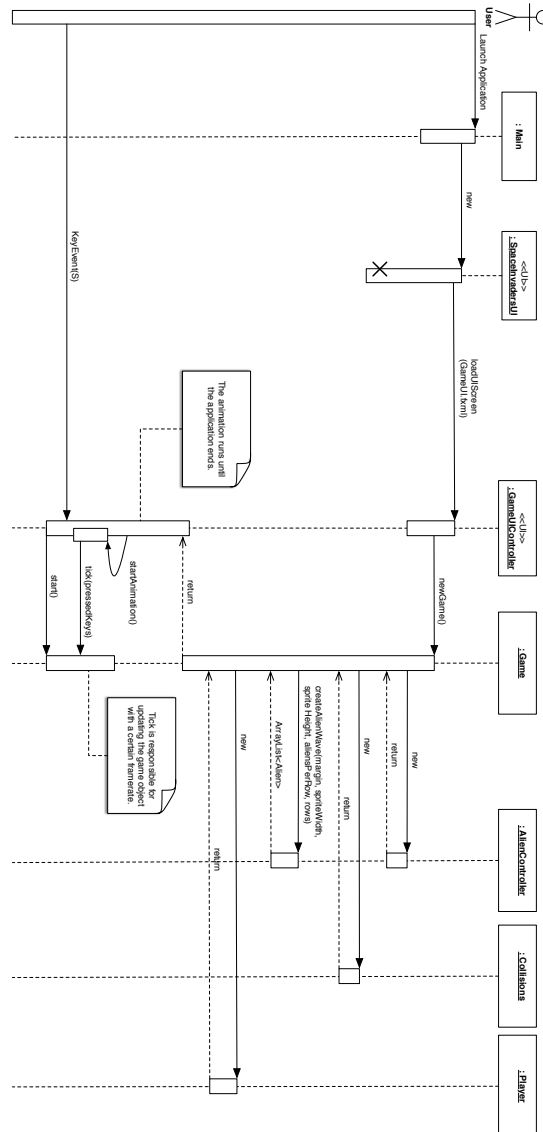 User
: Main
<<UI>>
: SpaceInvadersUI
<<UI>>
: GameUIController
: Game
: AlienController
: Collisions
: Player
Launch Application
new
loadUIScreen
(GameUI.fxml)
newGame()
new
return
new
return
createAlienWave(margin, spriteWidth,
sprite Height, aliensPerRow, rows)
ArrayList<Alien>
new
return
return
The animation runs until
the application ends.
startAnimation()
tick(pressedKeys)
Tick is responsible for
updating the game object
with a certain framerate.
KeyEvent(S)
start()